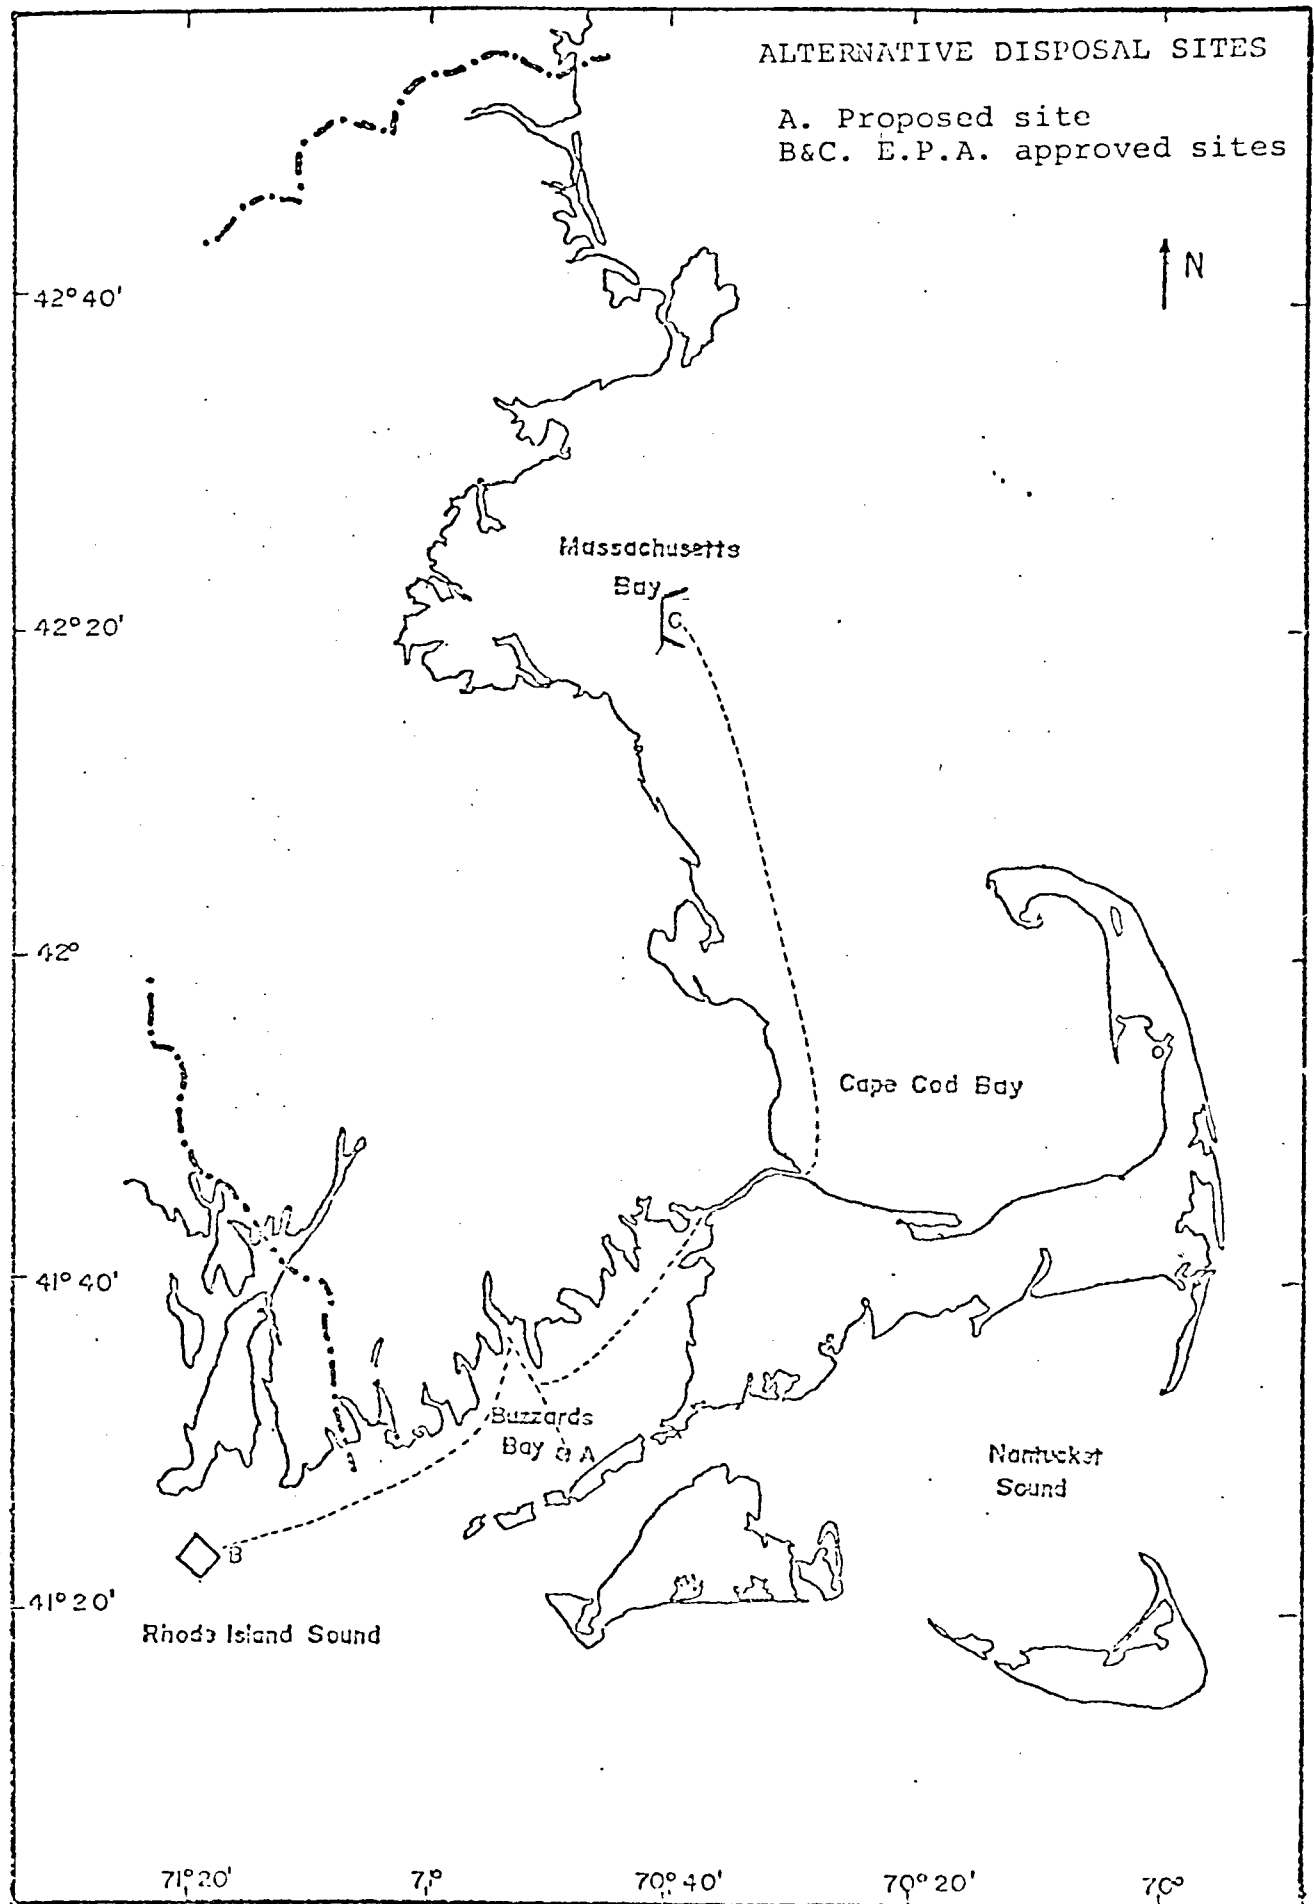 ALTERNATIVE DISPOSAL SITES
A. Proposed site
B&C. E.P.A. approved sites
N
42°40'
Massachusetts
Bay
C
42°20'
42°
Cape Cod Bay
41°40'
Buzzards
Bay
A
Nantucket
Sound
B
41°20'
Rhode Island Sound
71°20'
71°
70°40'
70°20'
70°